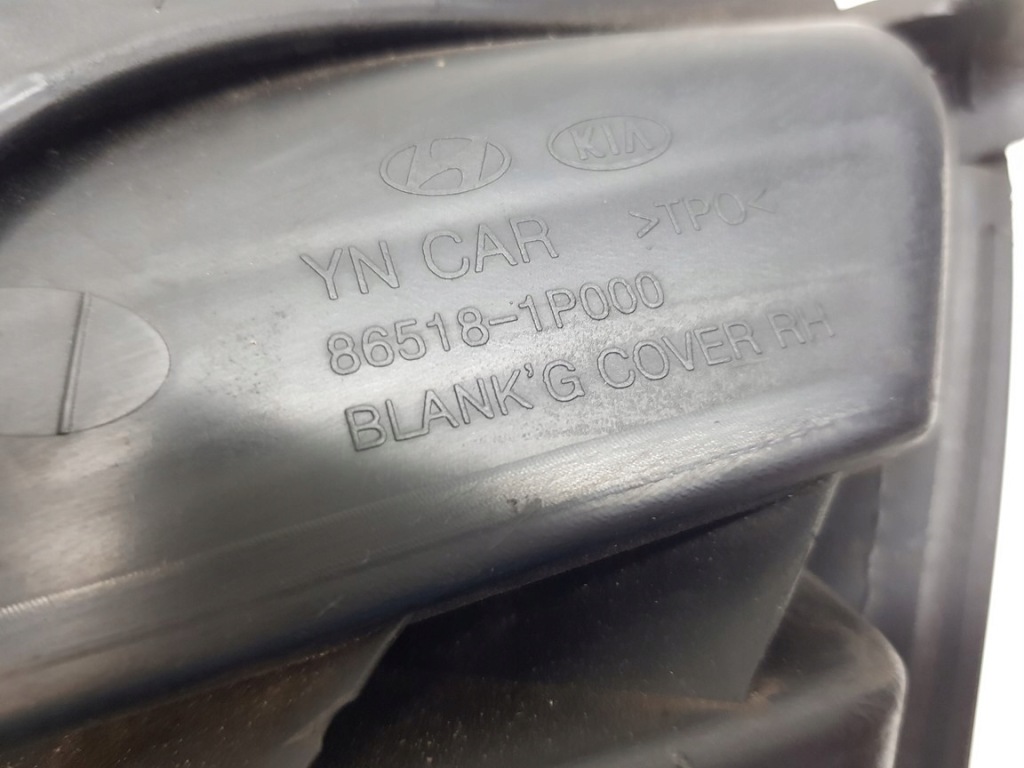 KIA
YN CAR >TPO<
86518-1P000
BLANK'G COVER RH